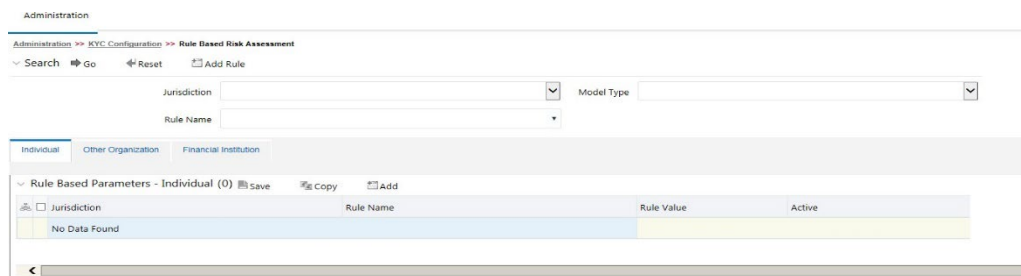 Administration
Administration >> KYC Configuration >> Rule Based Risk Assessment
Search Go Reset Add Rule
Jurisdiction Model Type
Rule Name
Individual Other Organization Financial Institution
Rule Based Parameters - Individual (0) Save Copy Add
Jurisdiction Rule Name Rule Value Active
No Data Found